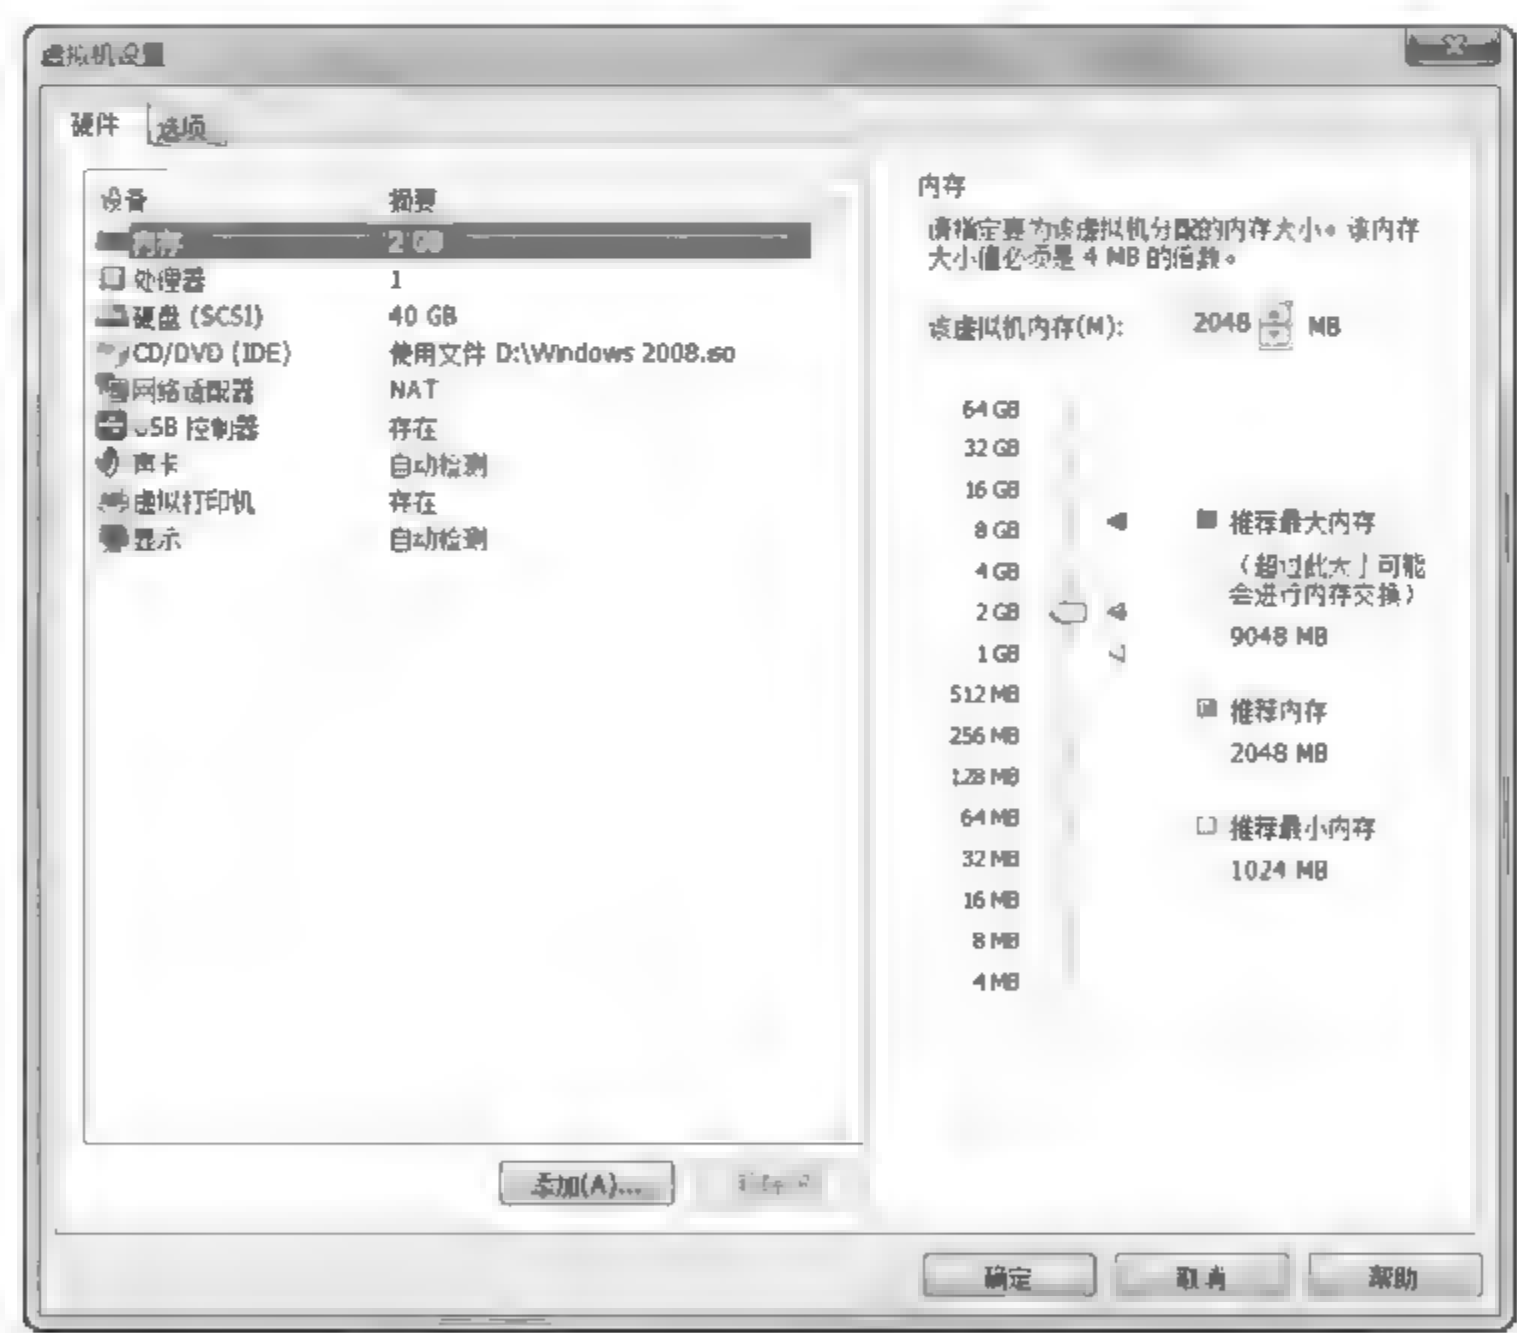 虚拟机设置
硬件 选项
设备 摘要
内存 2 GB
处理器 1
硬盘 (SCSI) 40 GB
CD/DVD (IDE) 使用文件 D:\Windows 2008.iso
网络适配器 NAT
USB 控制器 存在
声卡 自动检测
虚拟打印机 存在
显示 自动检测
添加(A)...
内存
请指定要为该虚拟机分配的内存大小。该内存
大小值必须是 4 MB 的倍数。
该虚拟机内存(M): 2048 MB
64 GB
32 GB
16 GB
8 GB
4 GB
2 GB
1 GB
512 MB
256 MB
128 MB
64 MB
32 MB
16 MB
8 MB
4 MB
推荐最大内存
（超过此大小可能
会进行内存交换）
9048 MB
推荐内存
2048 MB
推荐最小内存
1024 MB
确定 取消 帮助